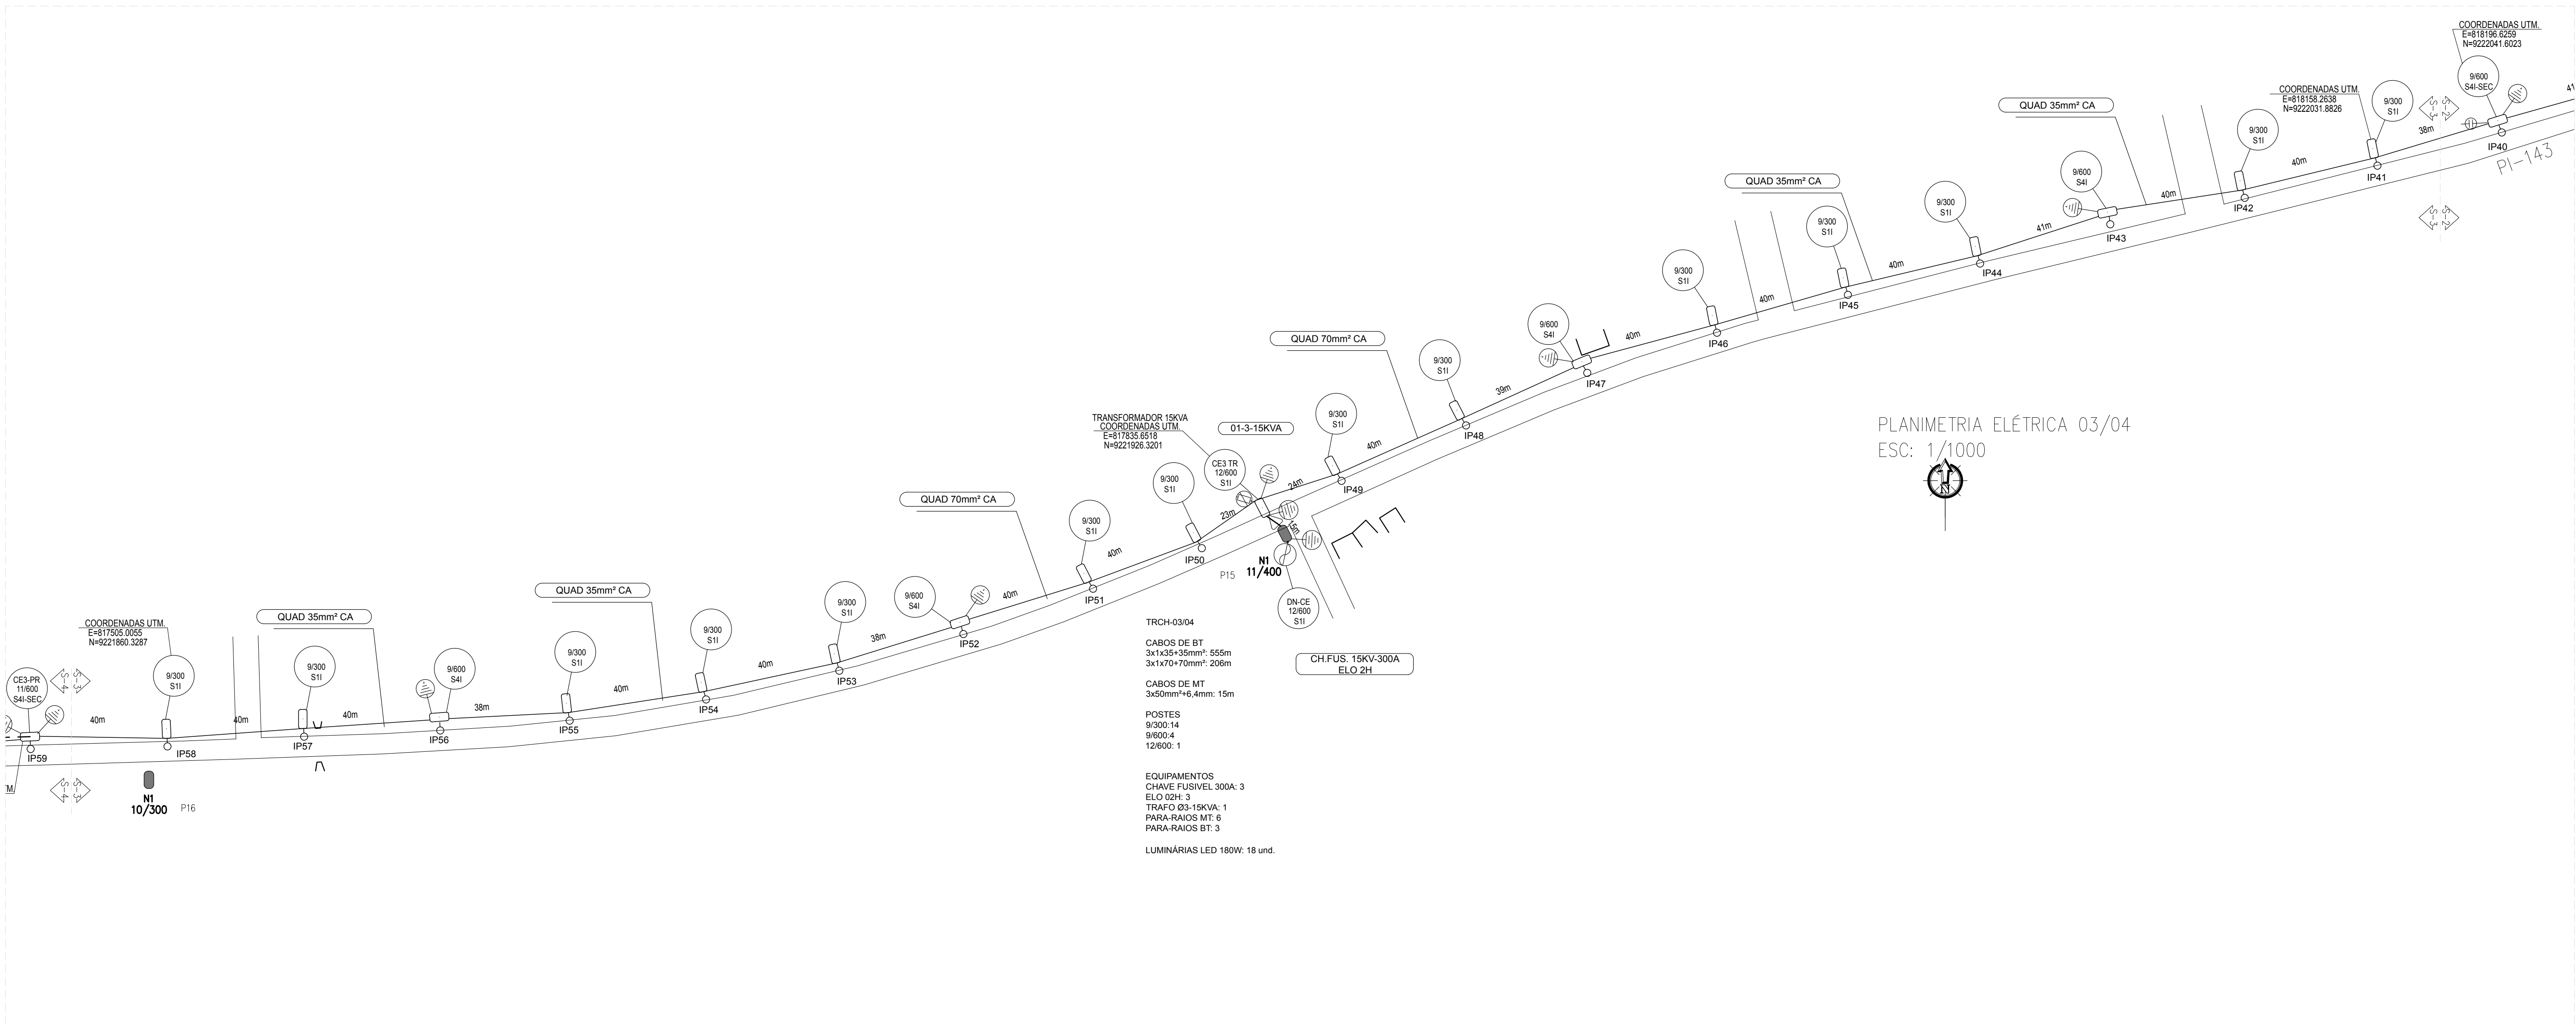 COORDENADAS UTM.
E=818196.6259
N=9222041.6023
9/600
S4I-SEC
COORDENADAS UTM.
E=818158.2638
N=9222031.8826
9/300
S1I
S-3
S-2
41
38m
IP40
PI-143
IP41
QUAD 35mm² CA
9/300
S1I
40m
IP42
S-3
S-2
9/600
S4I
40m
IP43
QUAD 35mm² CA
9/300
S1I
41m
IP44
9/300
S1I
40m
IP45
9/300
S1I
40m
IP46
9/600
S4I
40m
IP47
QUAD 70mm² CA
9/300
S1I
39m
IP48
PLANIMETRIA ELÉTRICA 03/04
ESC: 1/1000
N
TRANSFORMADOR 15KVA
COORDENADAS UTM.
E=817835.6518
N=9221926.3201
01-3-15KVA
9/300
S1I
40m
IP49
CE3 TR
12/600
S1I
24m
23m
15m
9/300
S1I
IP50
N1
11/400
P15
DN-CE
12/600
S1I
QUAD 70mm² CA
9/300
S1I
40m
IP51
9/600
S4I
40m
IP52
QUAD 35mm² CA
9/300
S1I
38m
IP53
9/300
S1I
40m
IP54
9/300
S1I
40m
IP55
QUAD 35mm² CA
9/600
S4I
38m
IP56
9/300
S1I
40m
IP57
COORDENADAS UTM.
E=817505.0055
N=9221860.3287
9/300
S1I
40m
IP58
CE3-PR
11/600
S4I-SEC
S-4
S-3
40m
IP59
TM.
S-4
S-3
N1
10/300
P16
TRCH-03/04
CABOS DE BT
3x1x35+35mm²: 555m
3x1x70+70mm²: 206m
CABOS DE MT
3x50mm²+6,4mm: 15m
POSTES
9/300:14
9/600:4
12/600: 1
EQUIPAMENTOS
CHAVE FUSIVEL 300A: 3
ELO 02H: 3
TRAFO Ø3-15KVA: 1
PARA-RAIOS MT: 6
PARA-RAIOS BT: 3
LUMINÁRIAS LED 180W: 18 und.
CH.FUS. 15KV-300A
ELO 2H